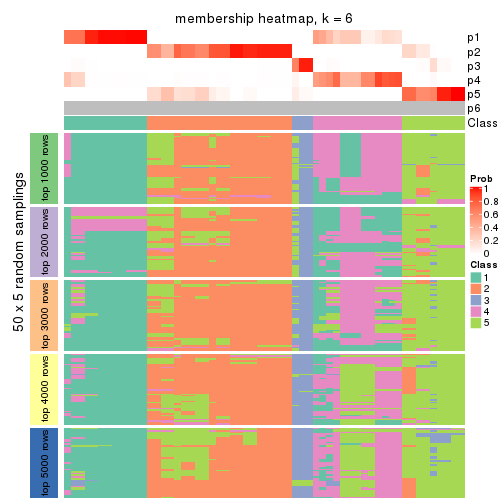 membership heatmap, k = 6
p1
p2
p3
p4
p5
p6
Class
50 x 5 random samplings
top 1000 rows
top 2000 rows
top 3000 rows
top 4000 rows
top 5000 rows
Prob
1
0.8
0.6
0.4
0.2
0
Class
1
2
3
4
5